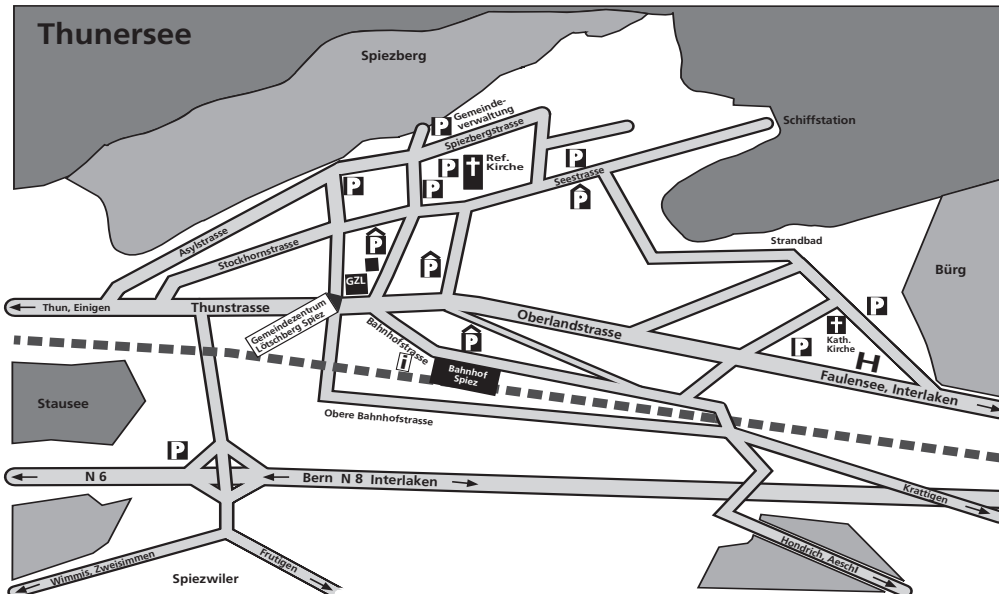 Thunersee
Spiezberg
P
Gemeinde-
verwaltung
Spiezbergstrasse
Schiffstation
P
Ref.
Kirche
P
P
P
Seestrasse
P
Asylstrasse
Stockhornstrasse
P
P
Strandbad
Bürg
GZL
Thun, Einigen
Thunstrasse
Gemeindezentrum
Lötschberg Spiez
Oberlandstrasse
P
Kath.
Kirche
P
H
Bahnhofstrasse
i
P
Bahnhof
Spiez
Faulensee, Interlaken
Stausee
Obere Bahnhofstrasse
P
N 6
Bern N 8 Interlaken
Krattigen
Wimmis, Zweisimmen
Frutigen
Hondrich, Aeschi
Spiezwiler